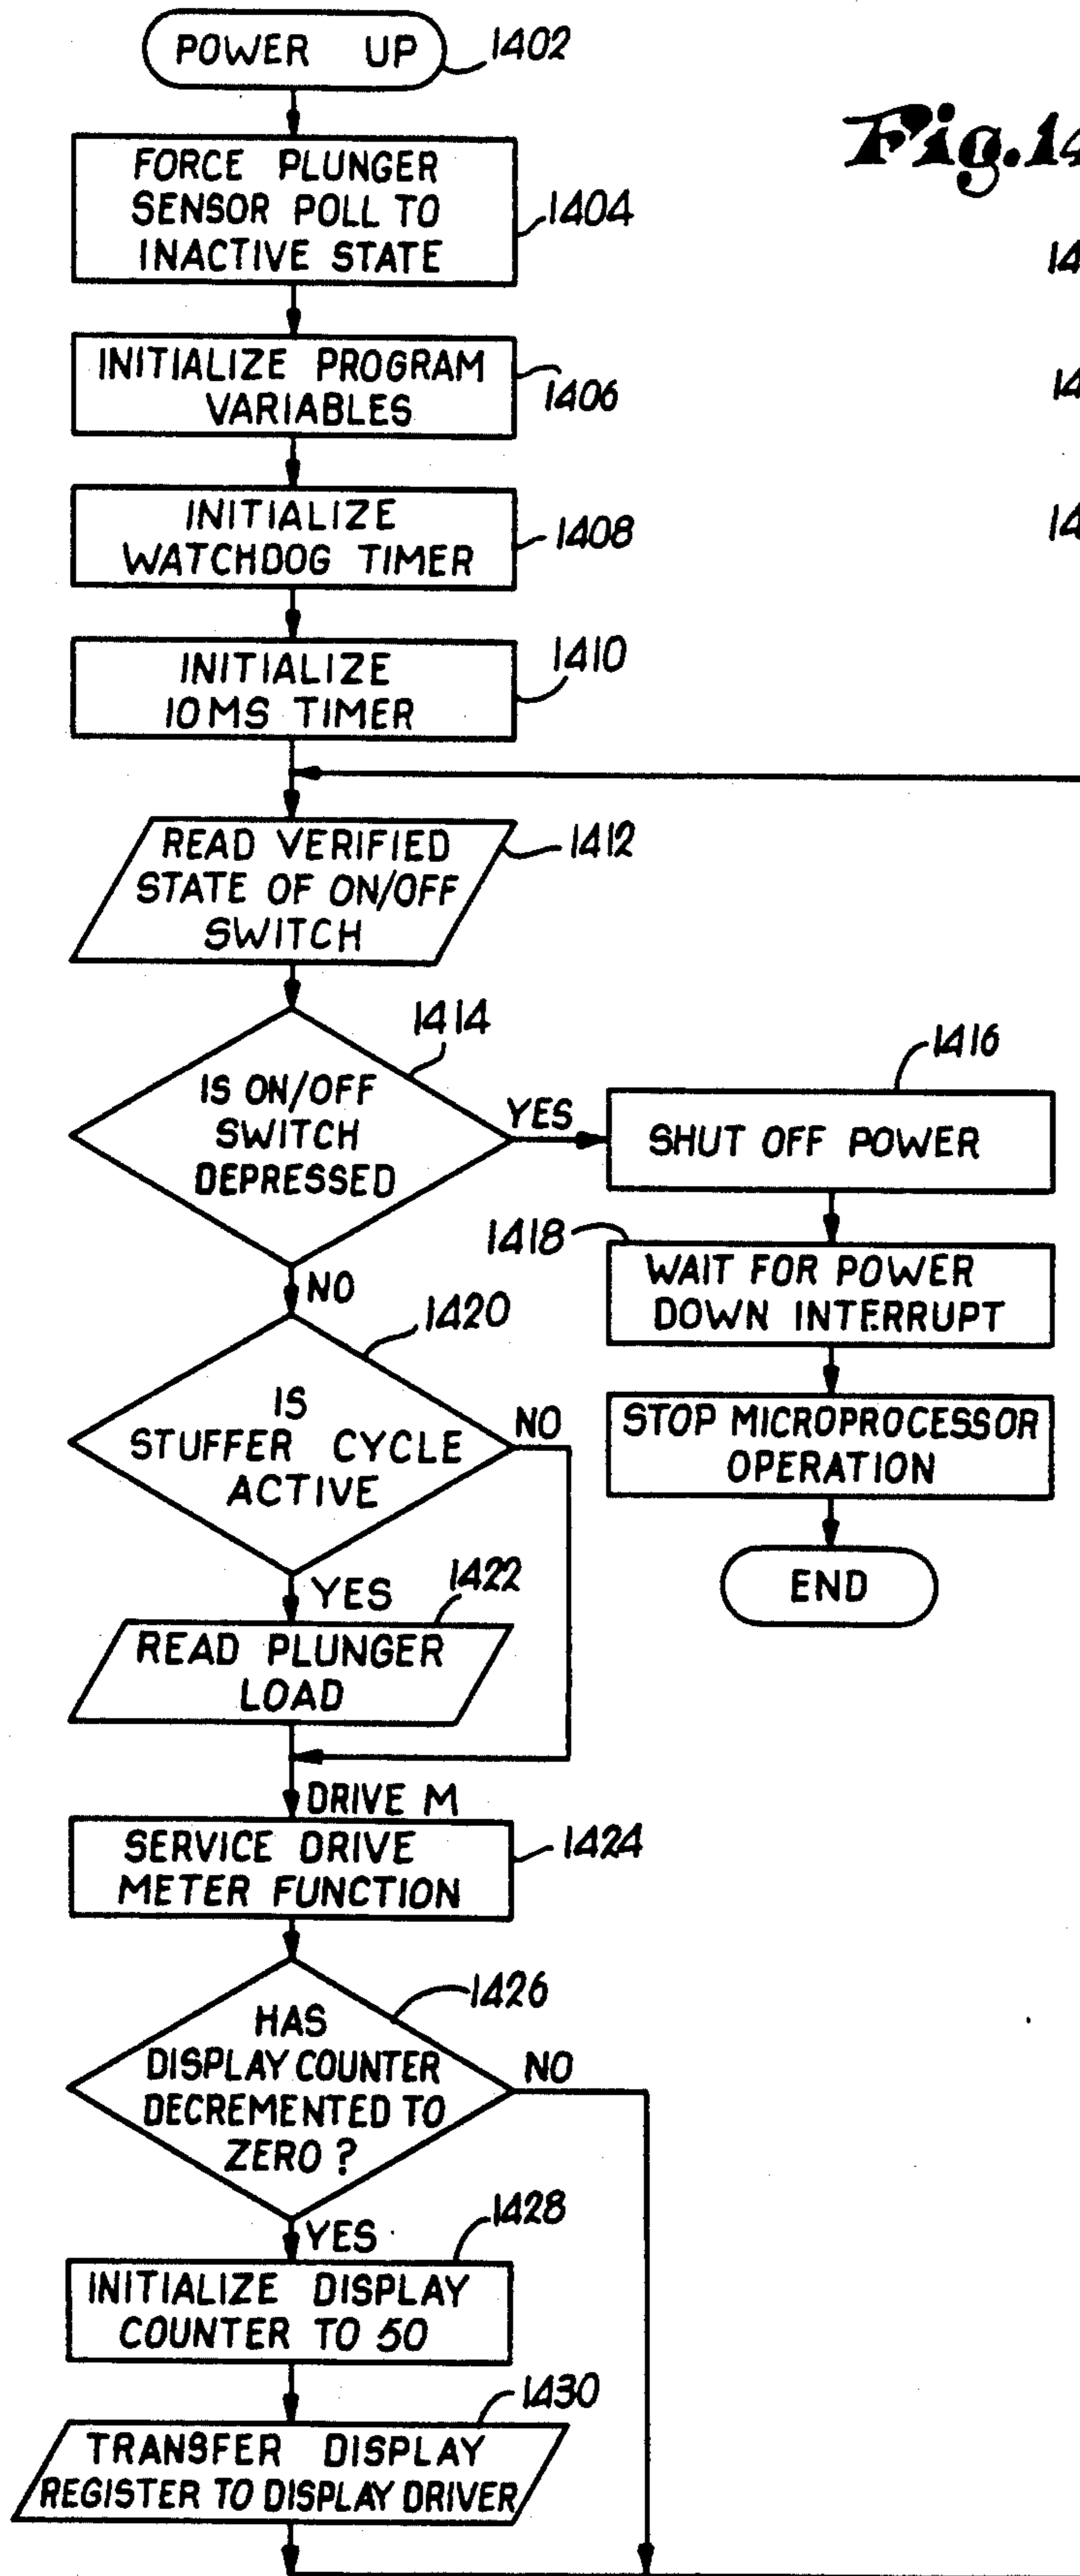 POWER UP
1402
Fig.14
FORCE PLUNGER
SENSOR POLL TO
INACTIVE STATE
1404
INITIALIZE PROGRAM
VARIABLES
1406
INITIALIZE
WATCHDOG TIMER
1408
INITIALIZE
10 MS TIMER
1410
READ VERIFIED
STATE OF ON/OFF
SWITCH
1412
IS ON/OFF
SWITCH
DEPRESSED
1414
YES
SHUT OFF POWER
1416
WAIT FOR POWER
DOWN INTERRUPT
1418
STOP MICROPROCESSOR
OPERATION
END
NO
IS
STUFFER CYCLE
ACTIVE
1420
NO
YES
READ PLUNGER
LOAD
1422
DRIVE M
SERVICE DRIVE
METER FUNCTION
1424
HAS
DISPLAY COUNTER
DECREMENTED TO
ZERO ?
1426
NO
YES
INITIALIZE DISPLAY
COUNTER TO 50
1428
TRANSFER DISPLAY
REGISTER TO DISPLAY DRIVER
1430